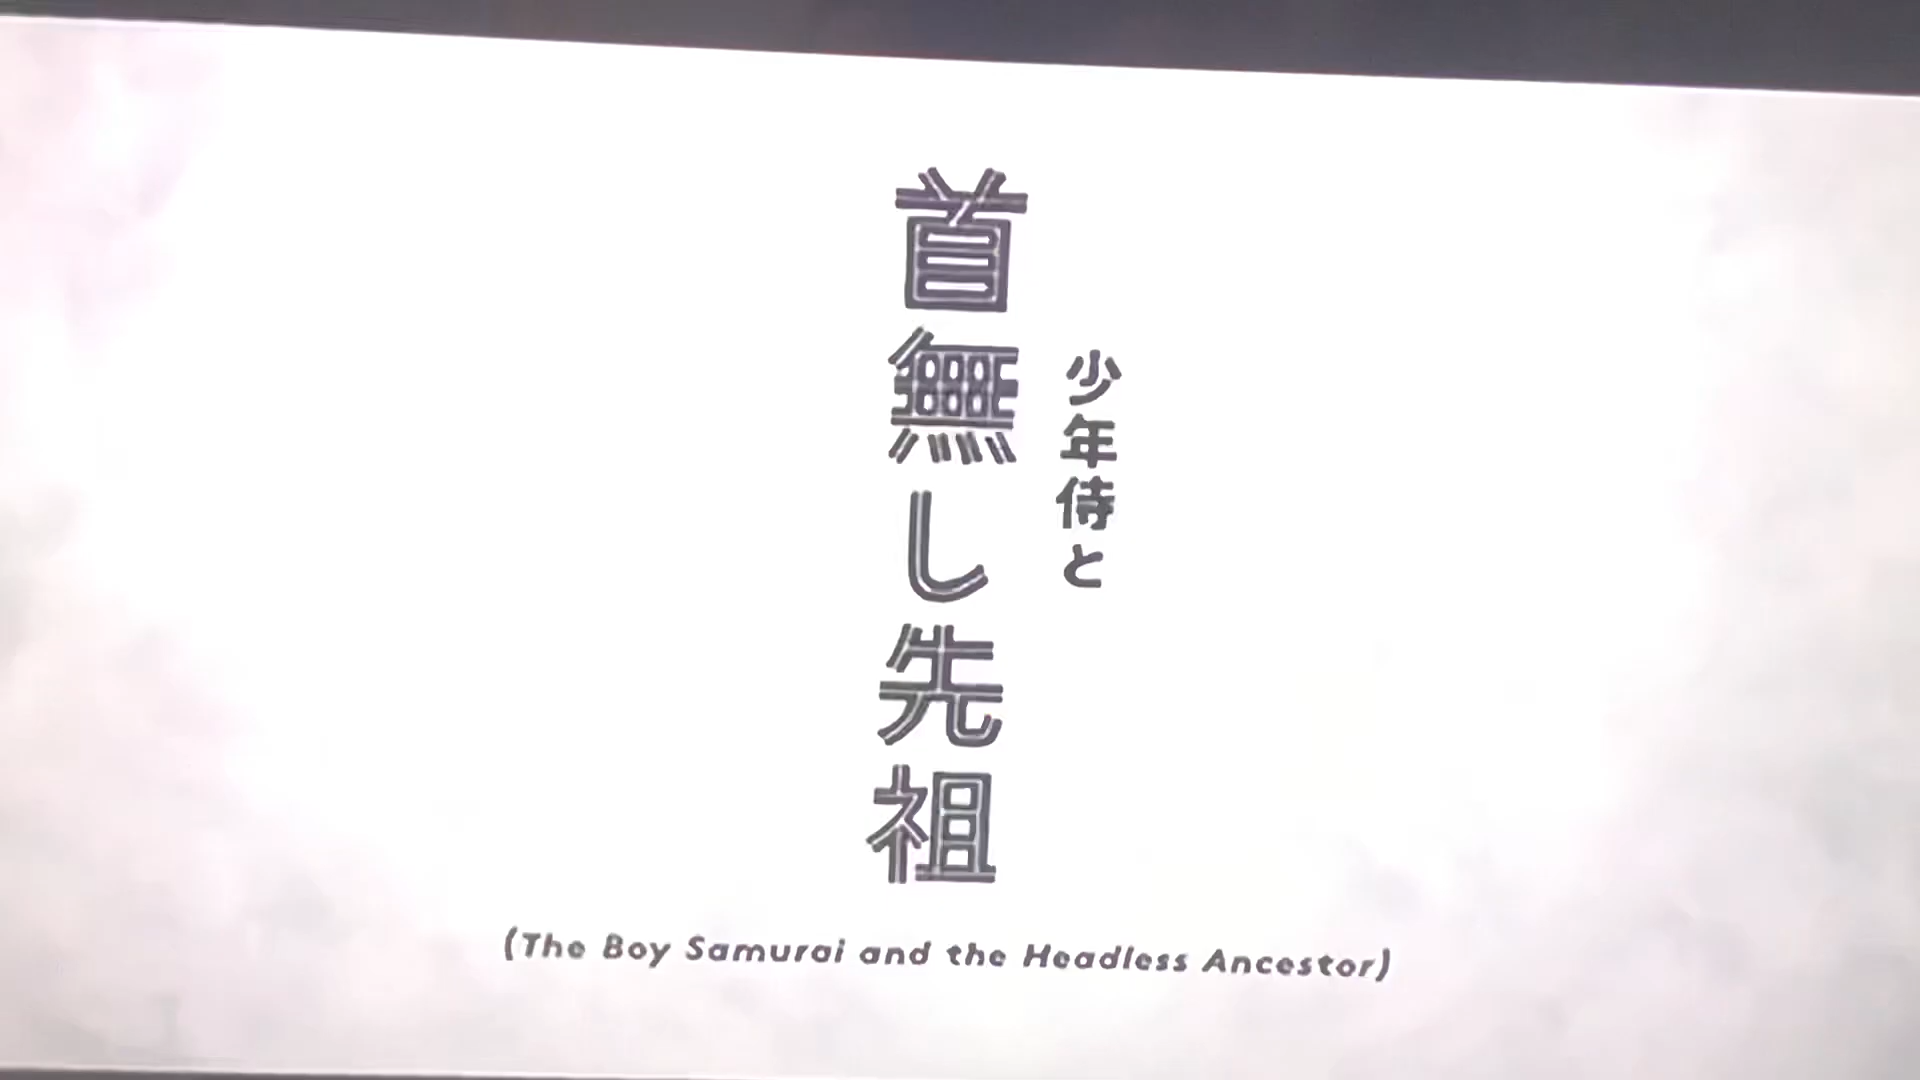 少年侍と
首無し先祖
(The Boy Samurai and the Headless Ancestor)